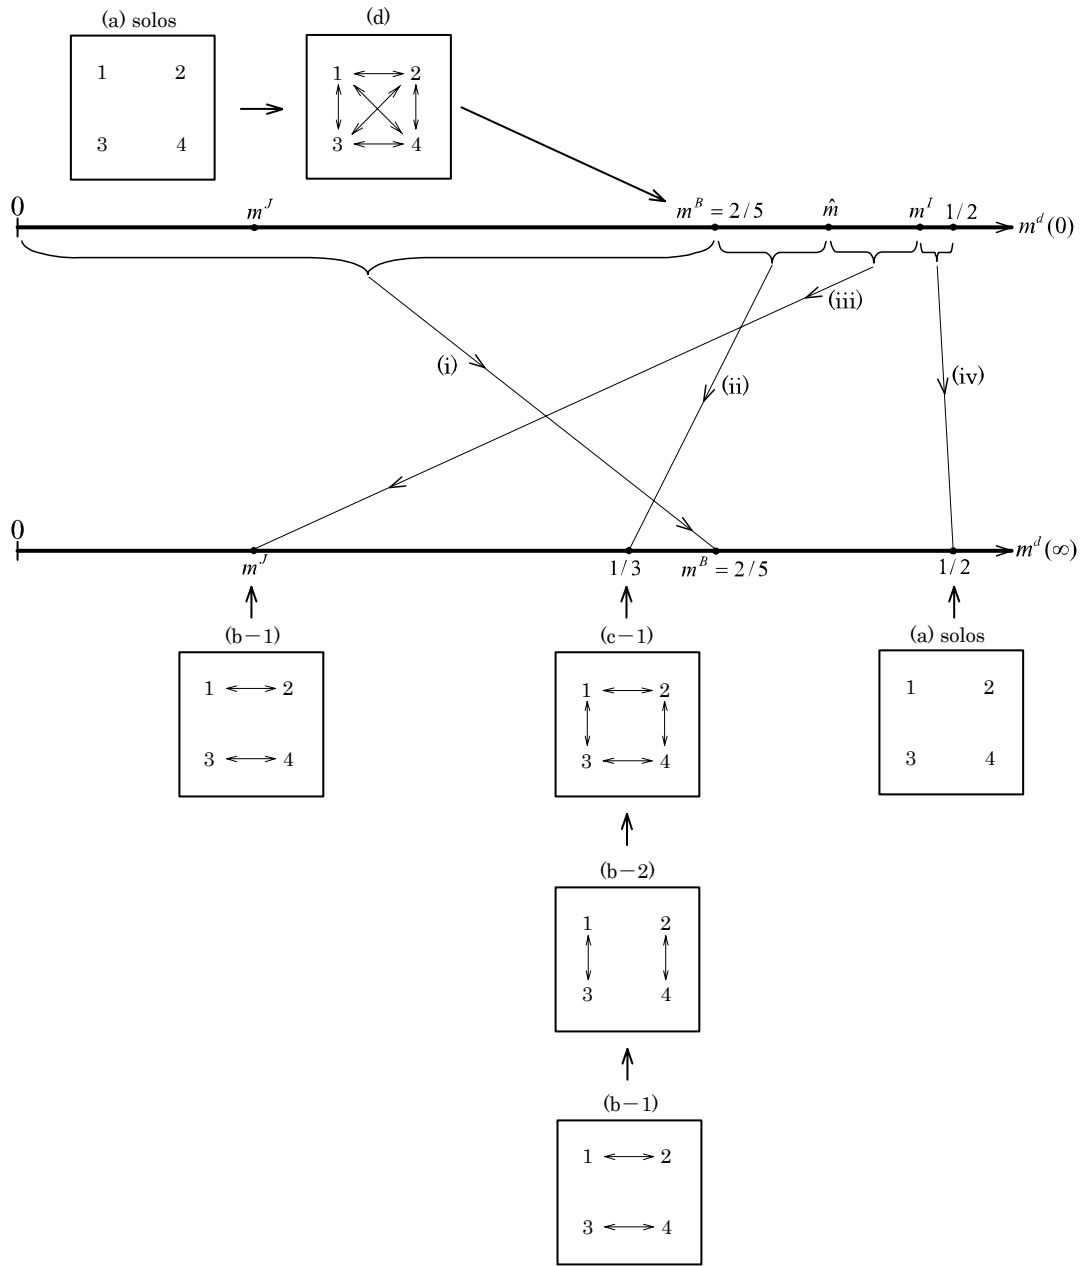 (a) solos
(d)
1 2
3 4
1 2
3 4
0
m^J
m^B = 2/5
m̂
m^I
1/2
m^d(0)
(iii)
(i)
(ii)
(iv)
0
m^J
1/3
m^B = 2/5
1/2
m^d(∞)
(b−1)
(c−1)
(a) solos
1 2
3 4
1 2
3 4
1 2
3 4
(b−2)
1 2
3 4
(b−1)
1 2
3 4